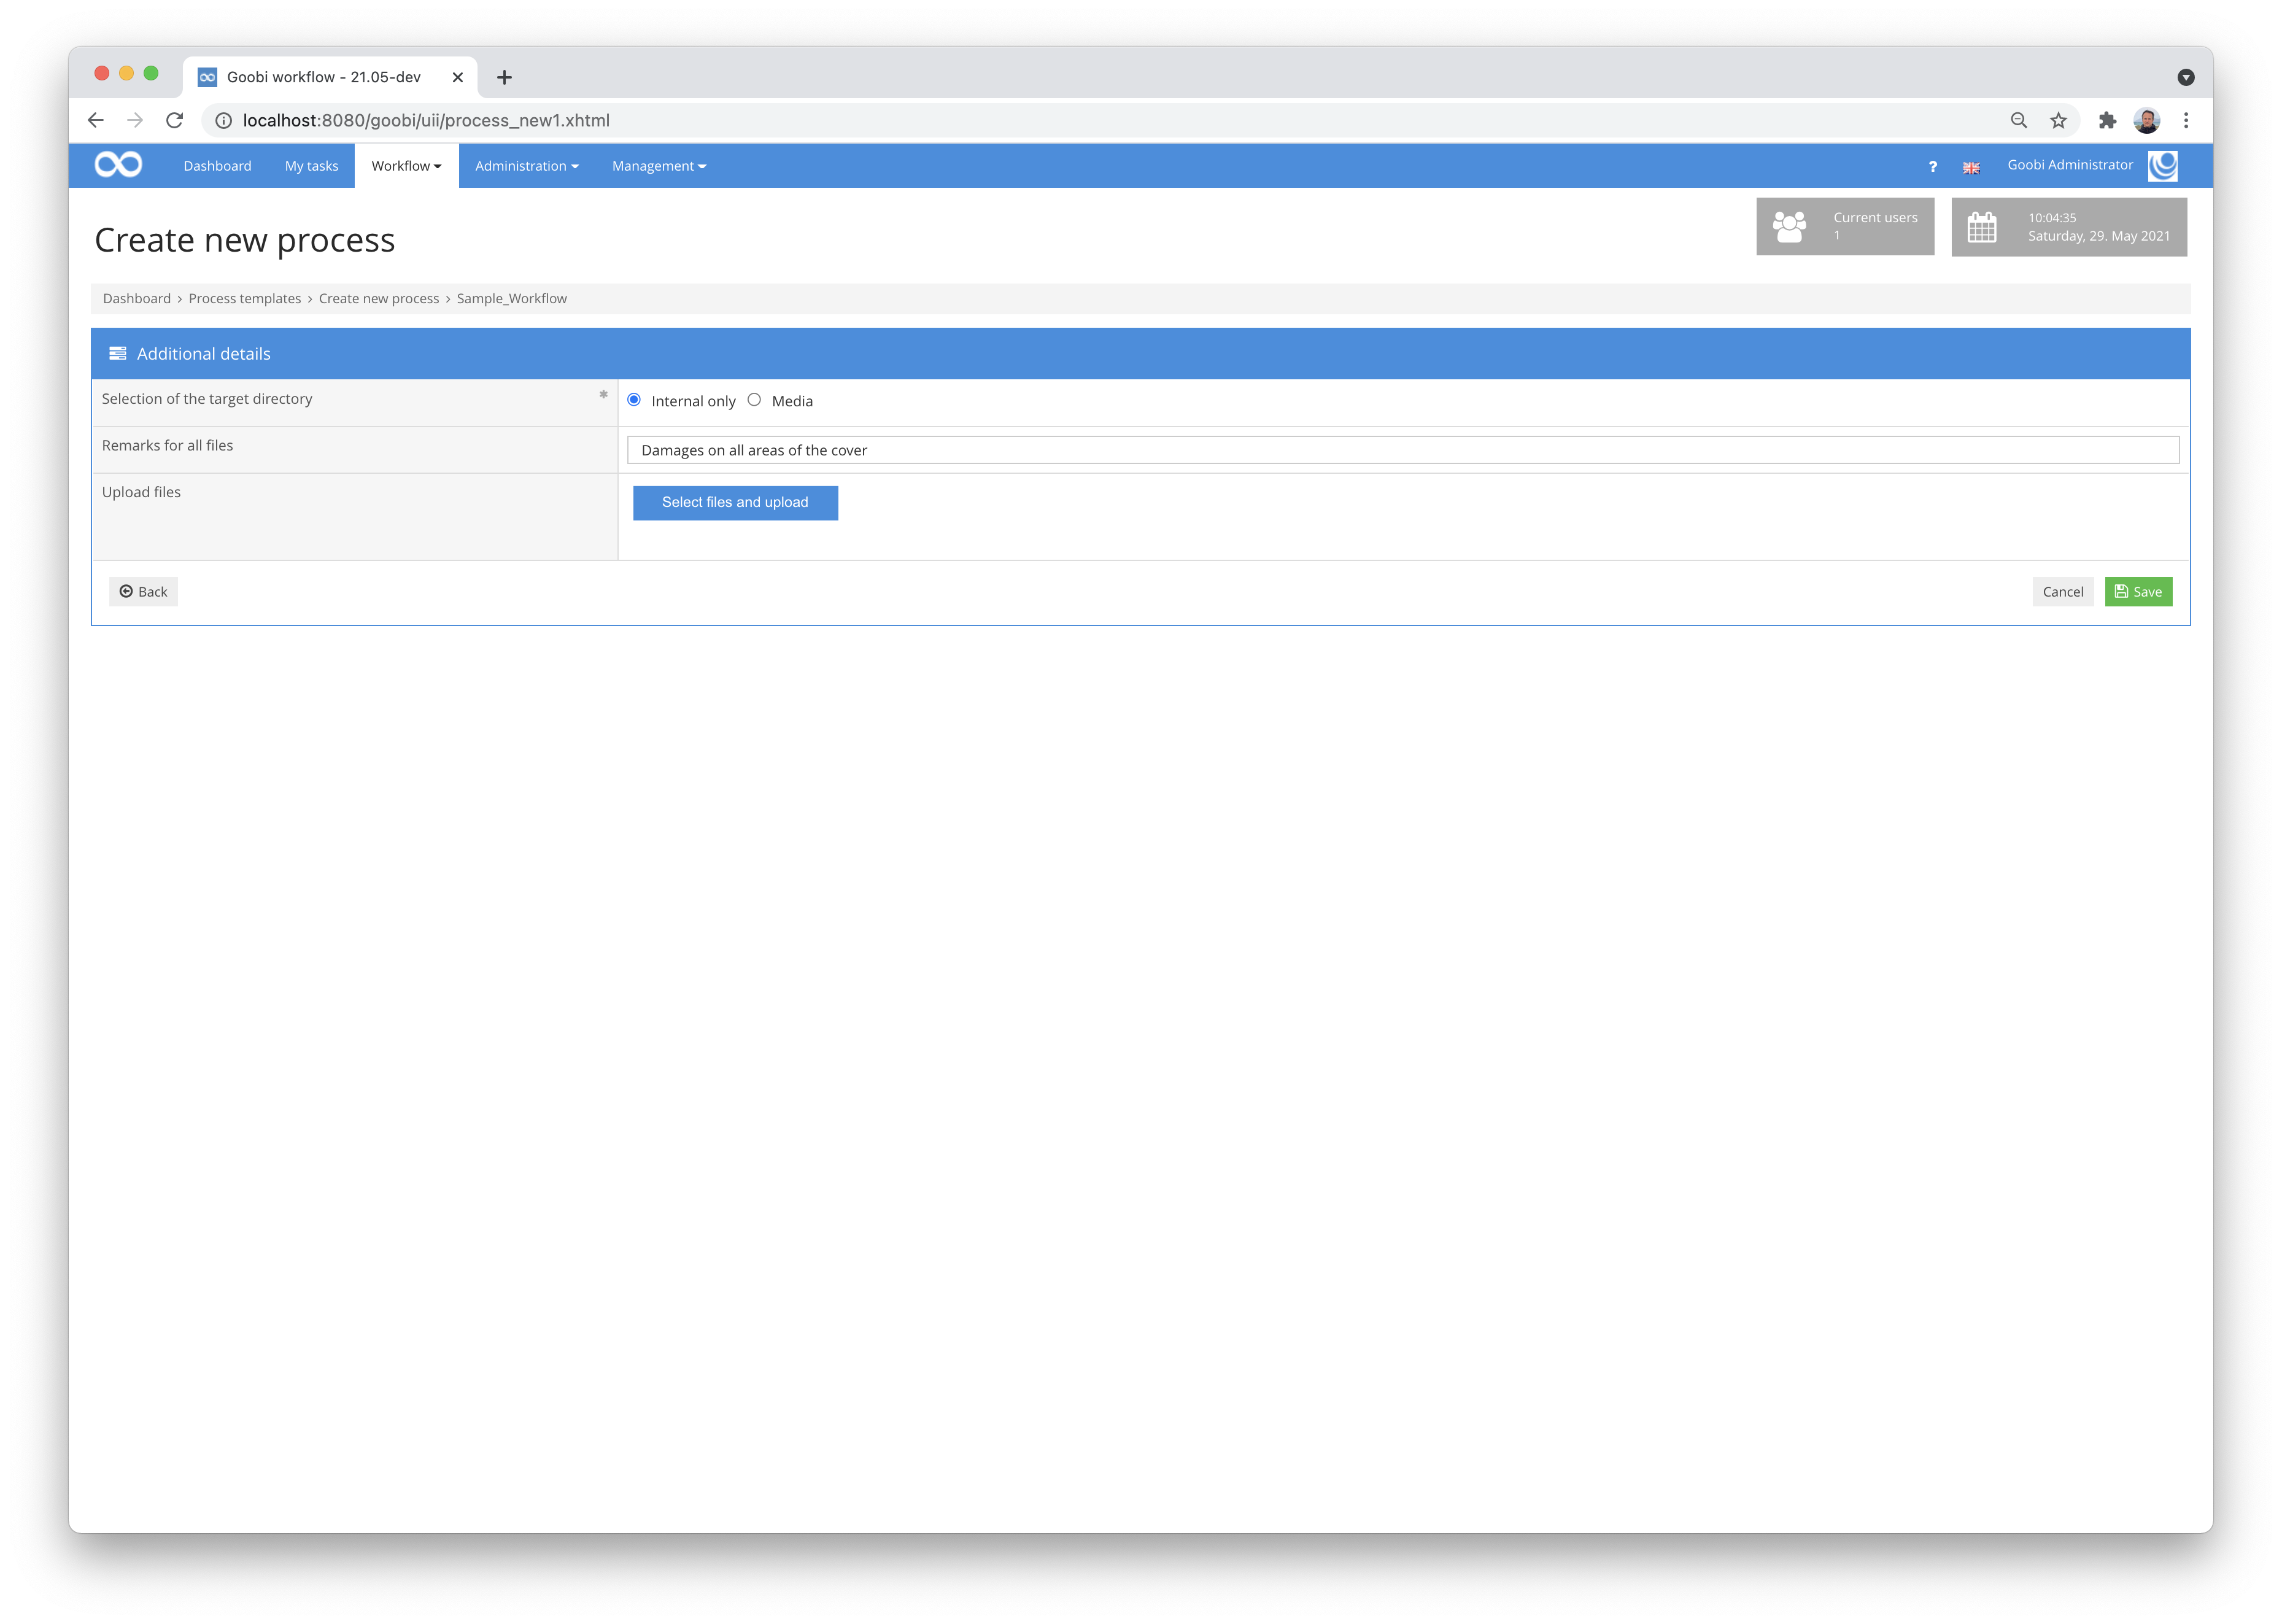 Goobi workflow - 21.05-dev
localhost:8080/goobi/uii/process_new1.xhtml
Dashboard My tasks Workflow Administration Management ? Goobi Administrator
Create new process
Current users
1
10:04:35
Saturday, 29. May 2021
Dashboard › Process templates › Create new process › Sample_Workflow
Additional details
Selection of the target directory * Internal only Media
Remarks for all files Damages on all areas of the cover
Upload files Select files and upload
Back Cancel Save